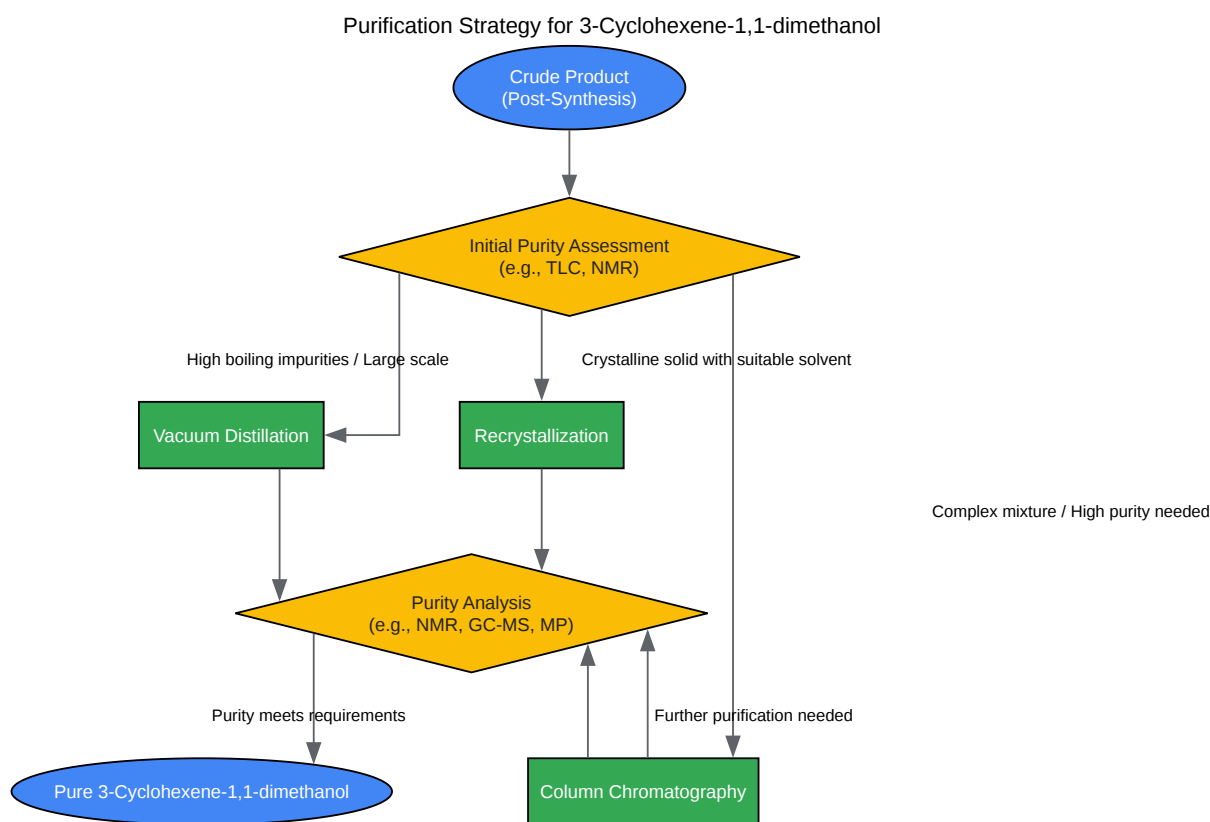 Purification Strategy for 3-Cyclohexene-1,1-dimethanol
Crude Product
(Post-Synthesis)
Initial Purity Assessment
(e.g., TLC, NMR)
High boiling impurities / Large scale
Crystalline solid with suitable solvent
Vacuum Distillation
Recrystallization
Complex mixture / High purity needed
Purity Analysis
(e.g., NMR, GC-MS, MP)
Purity meets requirements
Further purification needed
Pure 3-Cyclohexene-1,1-dimethanol
Column Chromatography